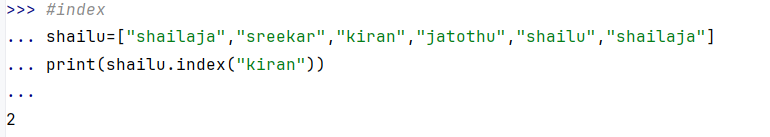 >>> #index
... shailu=["shailaja","sreekar","kiran","jatothu","shailu","shailaja"]
... print(shailu.index("kiran"))
...
2